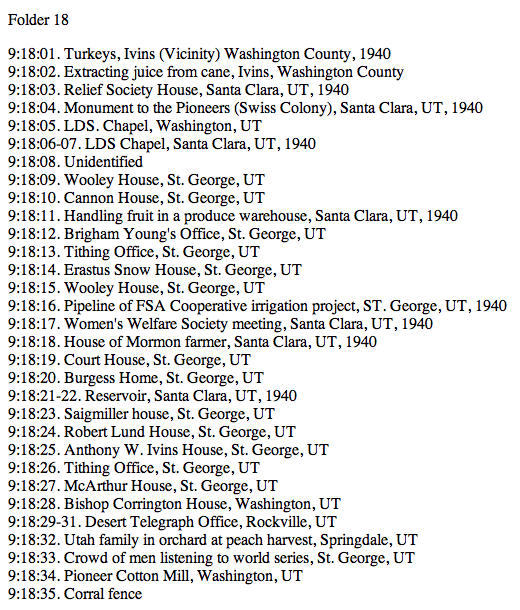 Folder 18
9:18:01. Turkeys, Ivins (Vicinity) Washington County, 1940
9:18:02. Extracting juice from cane, Ivins, Washington County
9:18:03. Relief Society House, Santa Clara, UT, 1940
9:18:04. Monument to the Pioneers (Swiss Colony), Santa Clara, UT, 1940
9:18:05. LDS. Chapel, Washington, UT
9:18:06-07. LDS Chapel, Santa Clara, UT, 1940
9:18:08. Unidentified
9:18:09. Wooley House, St. George, UT
9:18:10. Cannon House, St. George, UT
9:18:11. Handling fruit in a produce warehouse, Santa Clara, UT, 1940
9:18:12. Brigham Young's Office, St. George, UT
9:18:13. Tithing Office, St. George, UT
9:18:14. Erastus Snow House, St. George, UT
9:18:15. Wooley House, St. George, UT
9:18:16. Pipeline of FSA Cooperative irrigation project, ST. George, UT, 1940
9:18:17. Women's Welfare Society meeting, Santa Clara, UT, 1940
9:18:18. House of Mormon farmer, Santa Clara, UT, 1940
9:18:19. Court House, St. George, UT
9:18:20. Burgess Home, St. George, UT
9:18:21-22. Reservoir, Santa Clara, UT, 1940
9:18:23. Saigmiller house, St. George, UT
9:18:24. Robert Lund House, St. George, UT
9:18:25. Anthony W. Ivins House, St. George, UT
9:18:26. Tithing Office, St. George, UT
9:18:27. McArthur House, St. George, UT
9:18:28. Bishop Corrington House, Washington, UT
9:18:29-31. Desert Telegraph Office, Rockville, UT
9:18:32. Utah family in orchard at peach harvest, Springdale, UT
9:18:33. Crowd of men listening to world series, St. George, UT
9:18:34. Pioneer Cotton Mill, Washington, UT
9:18:35. Corral fence